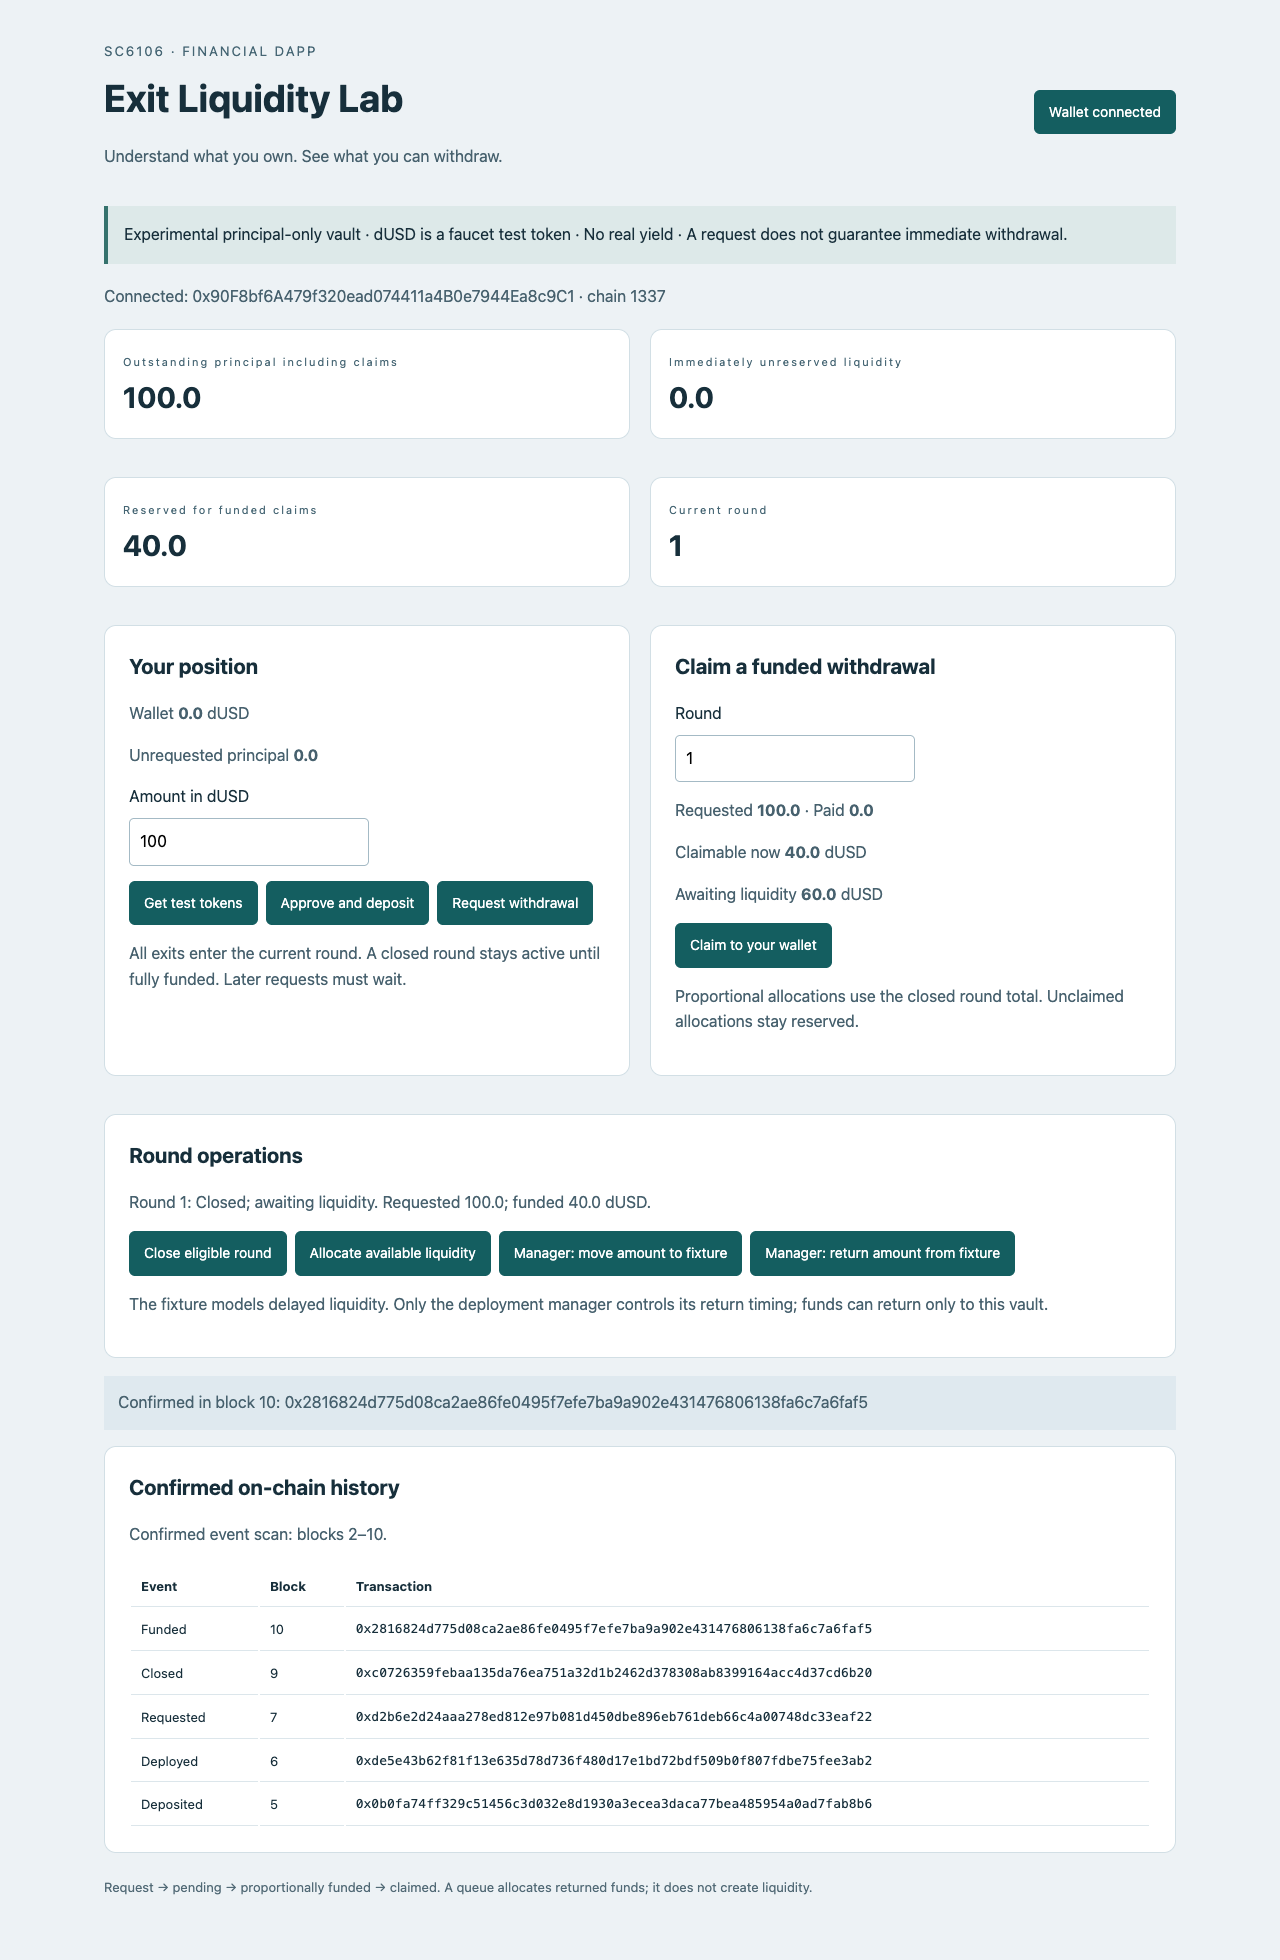 SC6106 · FINANCIAL DAPP
Exit Liquidity Lab
Wallet connected
Understand what you own. See what you can withdraw.
Experimental principal-only vault · dUSD is a faucet test token · No real yield · A request does not guarantee immediate withdrawal.
Connected: 0x90F8bf6A479f320ead074411a4B0e7944Ea8c9C1 · chain 1337
Outstanding principal including claims
100.0
Immediately unreserved liquidity
0.0
Reserved for funded claims
40.0
Current round
1
Your position
Wallet 0.0 dUSD
Unrequested principal 0.0
Amount in dUSD
100
Get test tokens
Approve and deposit
Request withdrawal
All exits enter the current round. A closed round stays active until
fully funded. Later requests must wait.
Claim a funded withdrawal
Round
1
Requested 100.0 · Paid 0.0
Claimable now 40.0 dUSD
Awaiting liquidity 60.0 dUSD
Claim to your wallet
Proportional allocations use the closed round total. Unclaimed
allocations stay reserved.
Round operations
Round 1: Closed; awaiting liquidity. Requested 100.0; funded 40.0 dUSD.
Close eligible round
Allocate available liquidity
Manager: move amount to fixture
Manager: return amount from fixture
The fixture models delayed liquidity. Only the deployment manager controls its return timing; funds can return only to this vault.
Confirmed in block 10: 0x2816824d775d08ca2ae86fe0495f7efe7ba9a902e431476806138fa6c7a6faf5
Confirmed on-chain history
Confirmed event scan: blocks 2–10.
Event Block Transaction
Funded 10 0x2816824d775d08ca2ae86fe0495f7efe7ba9a902e431476806138fa6c7a6faf5
Closed 9 0xc0726359febaa135da76ea751a32d1b2462d378308ab8399164acc4d37cd6b20
Requested 7 0xd2b6e2d24aaa278ed812e97b081d450dbe896eb761deb66c4a00748dc33eaf22
Deployed 6 0xde5e43b62f81f13e635d78d736f480d17e1bd72bdf509b0f807fdbe75fee3ab2
Deposited 5 0x0b0fa74ff329c51456c3d032e8d1930a3ecea3daca77bea485954a0ad7fab8b6
Request → pending → proportionally funded → claimed. A queue allocates returned funds; it does not create liquidity.